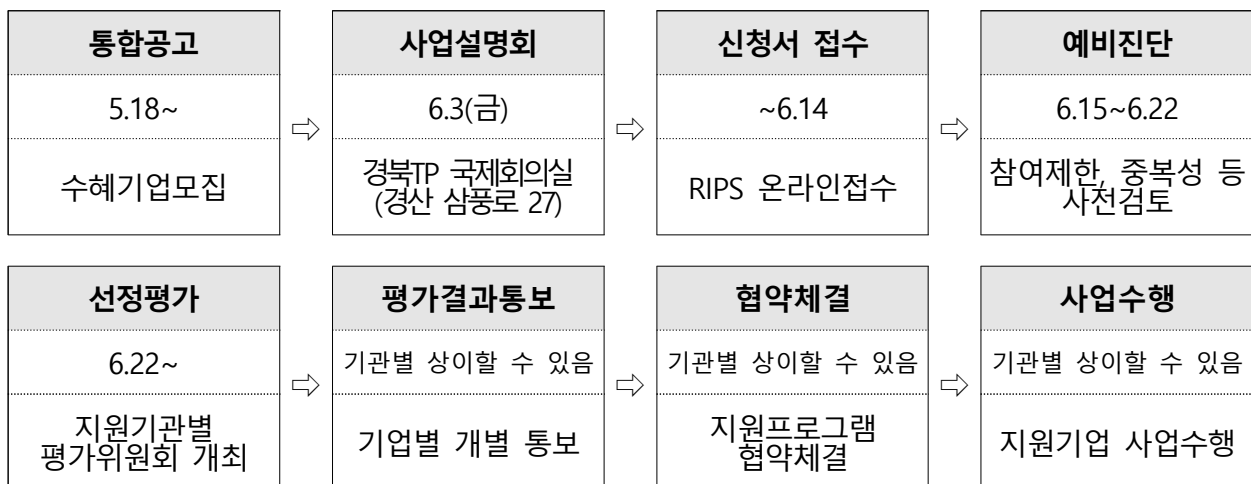 통합공고
5.18~
수혜기업모집
⇨
사업설명회
6.3(금)
경북TP 국제회의실
(경산 삼풍로 27)
⇨
신청서 접수
~6.14
RIPS 온라인접수
⇨
예비진단
6.15~6.22
참여제한, 중복성 등
사전검토
선정평가
6.22~
지원기관별
평가위원회 개최
⇨
평가결과통보
기관별 상이할 수 있음
기업별 개별 통보
⇨
협약체결
기관별 상이할 수 있음
지원프로그램
협약체결
⇨
사업수행
기관별 상이할 수 있음
지원기업 사업수행